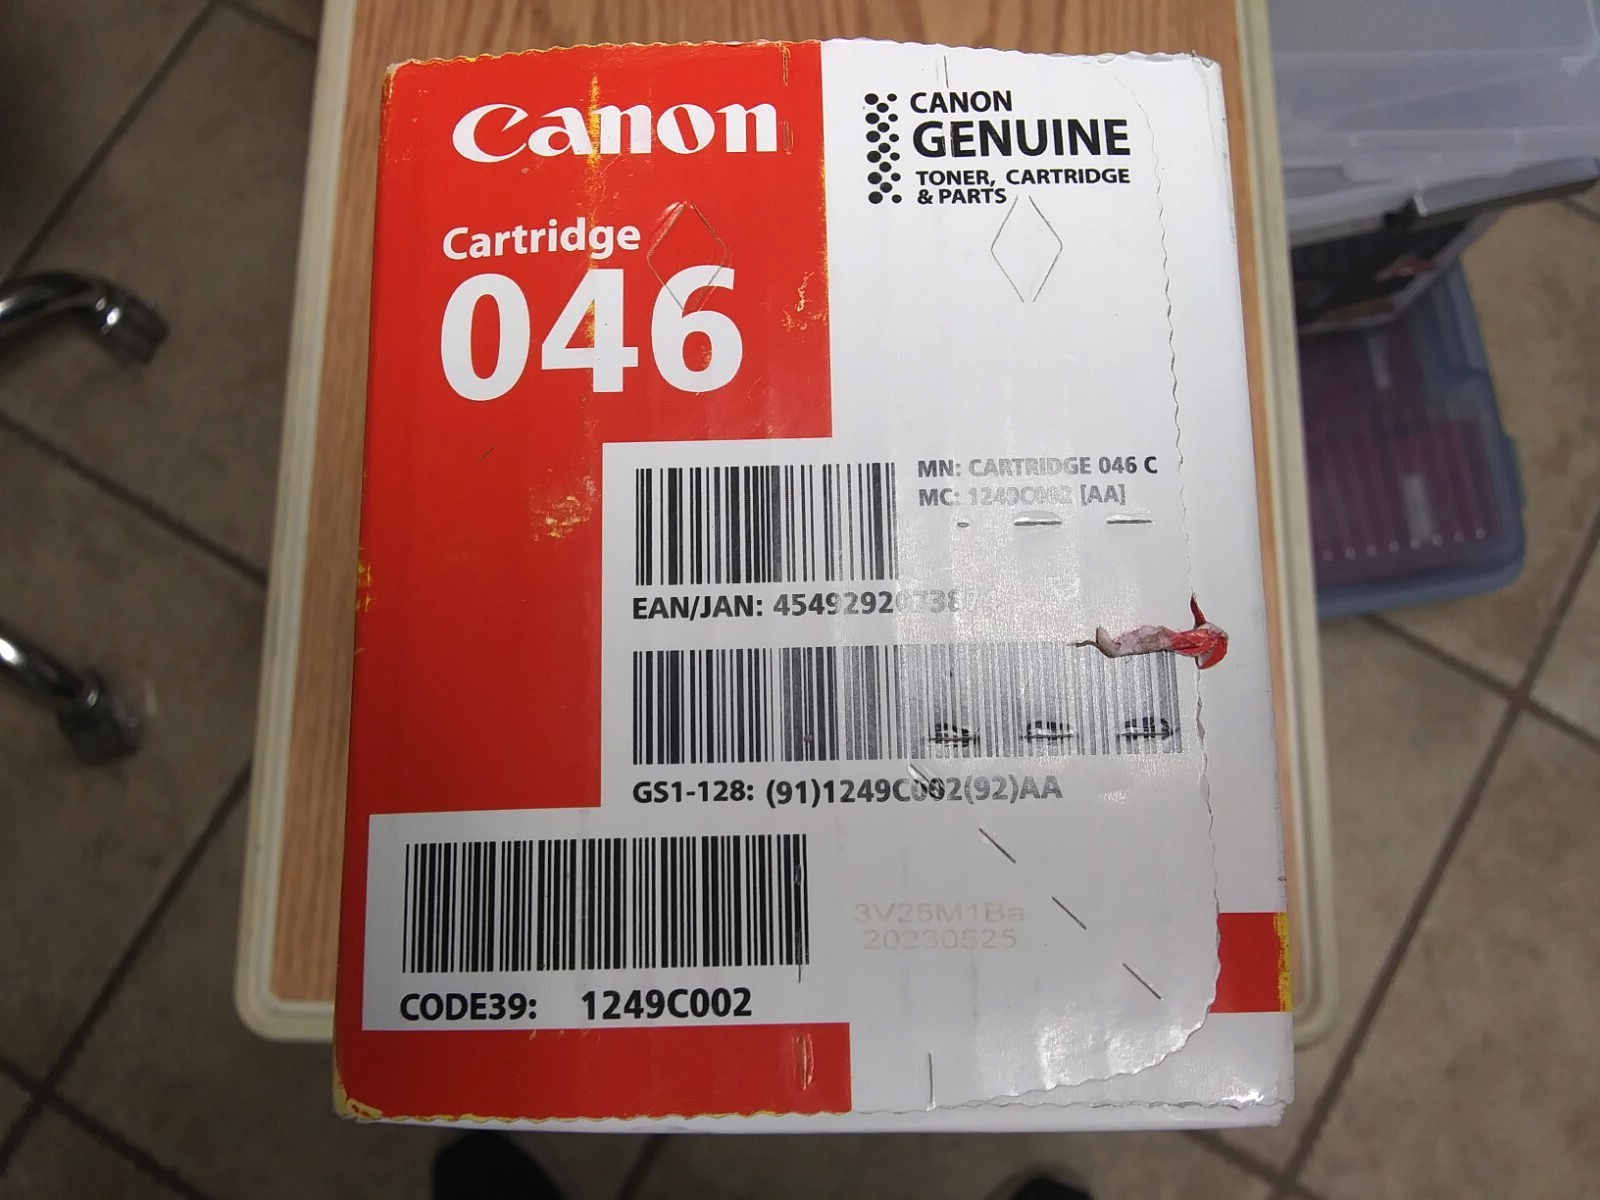 Canon
CANON
GENUINE
TONER, CARTRIDGE
& PARTS
Cartridge
046
MN: CARTRIDGE 046 C
MC: 1249C002 [AA]
EAN/JAN:
GS1-128: (91)1249C002(92)AA
3V25M1Ba
20230525
CODE39: 1249C002